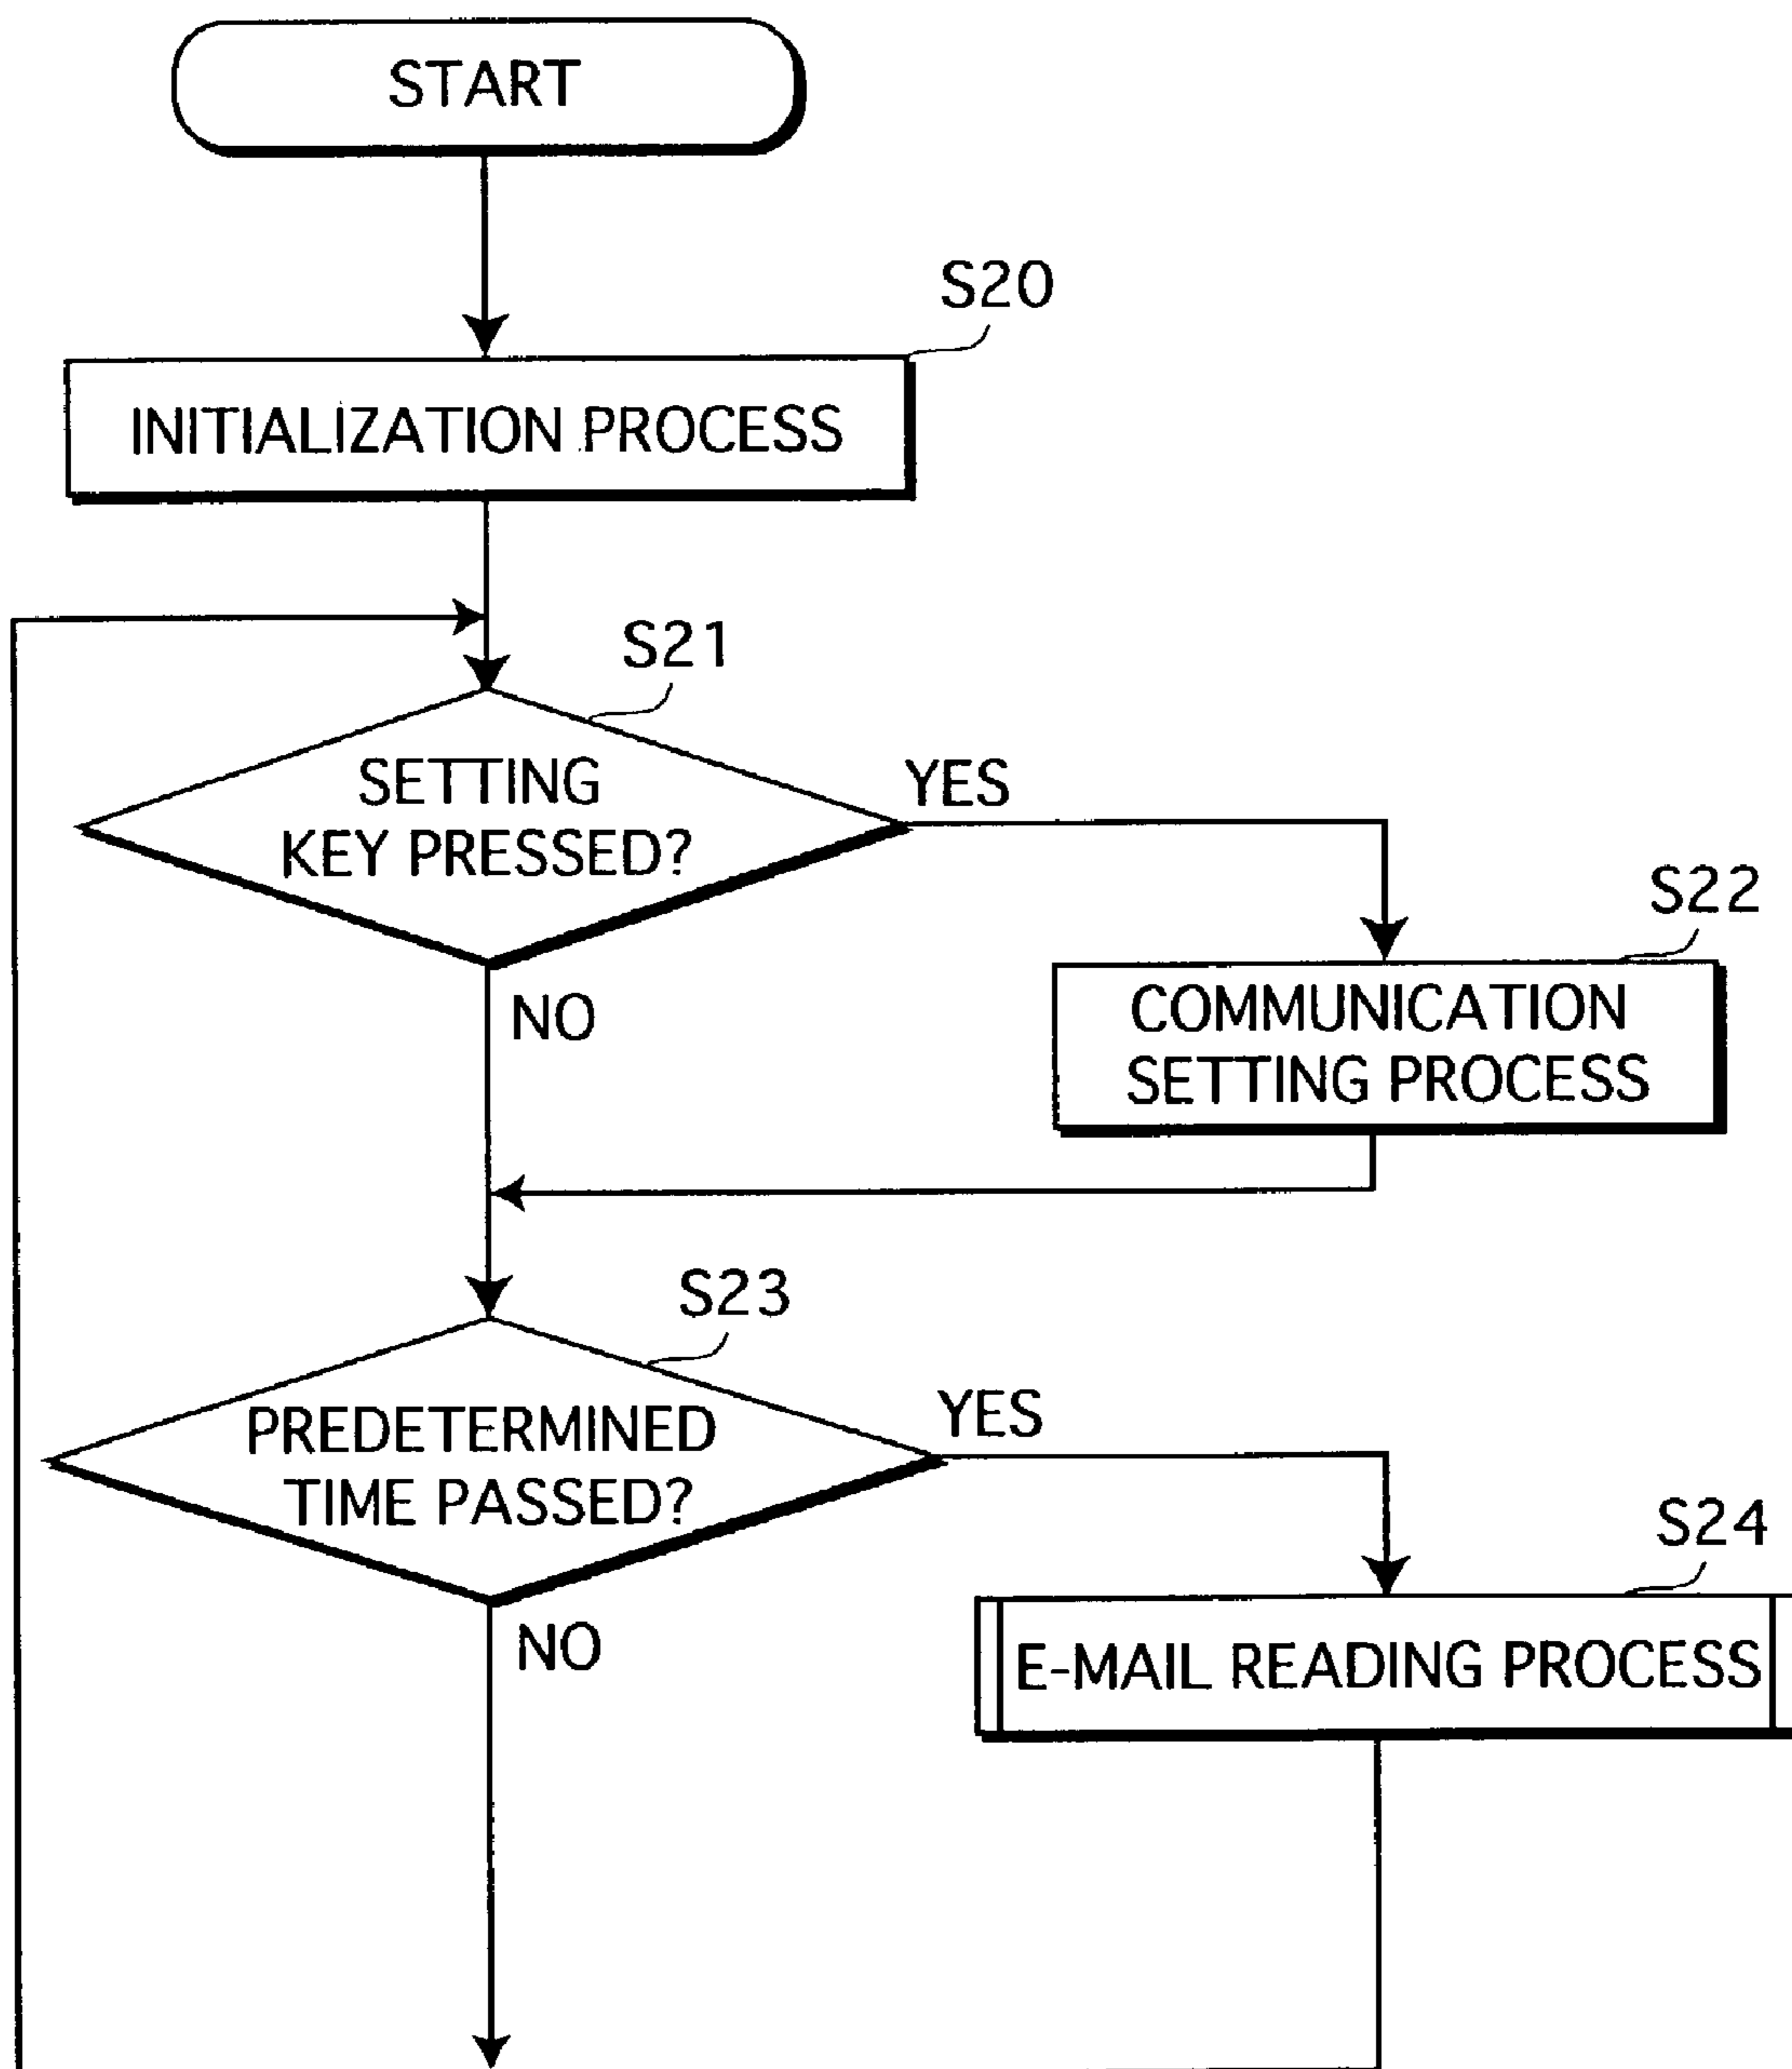 START
S20
INITIALIZATION PROCESS
S21
SETTING
KEY PRESSED?
YES
S22
NO
COMMUNICATION
SETTING PROCESS
S23
PREDETERMINED
TIME PASSED?
YES
S24
NO
E-MAIL READING PROCESS